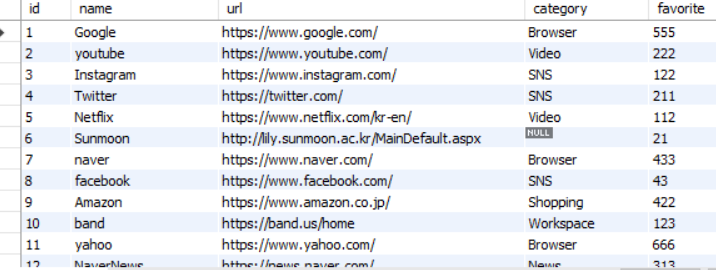 id name url category favorite
1 Google https://www.google.com/ Browser 555
2 youtube https://www.youtube.com/ Video 222
3 Instagram https://www.instagram.com/ SNS 122
4 Twitter https://twitter.com/ SNS 211
5 Netflix https://www.netflix.com/kr-en/ Video 112
6 Sunmoon http://lily.sunmoon.ac.kr/MainDefault.aspx NULL 21
7 naver https://www.naver.com/ Browser 433
8 facebook https://www.facebook.com/ SNS 43
9 Amazon https://www.amazon.co.jp/ Shopping 422
10 band https://band.us/home Workspace 123
11 yahoo https://www.yahoo.com/ Browser 666
12 NaverNews https://news.naver.com/ News 313